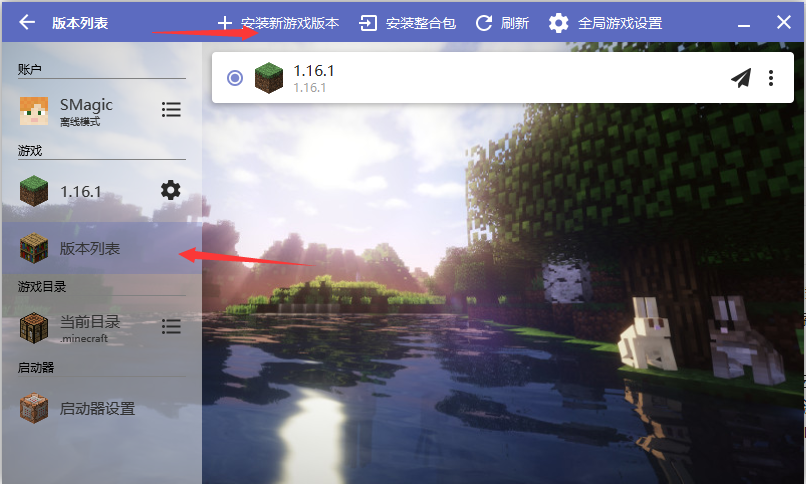 版本列表
安装新游戏版本
安装整合包
刷新
全局游戏设置
账户
SMagic
离线模式
游戏
1.16.1
版本列表
游戏目录
当前目录
.minecraft
启动器
启动器设置
1.16.1
1.16.1